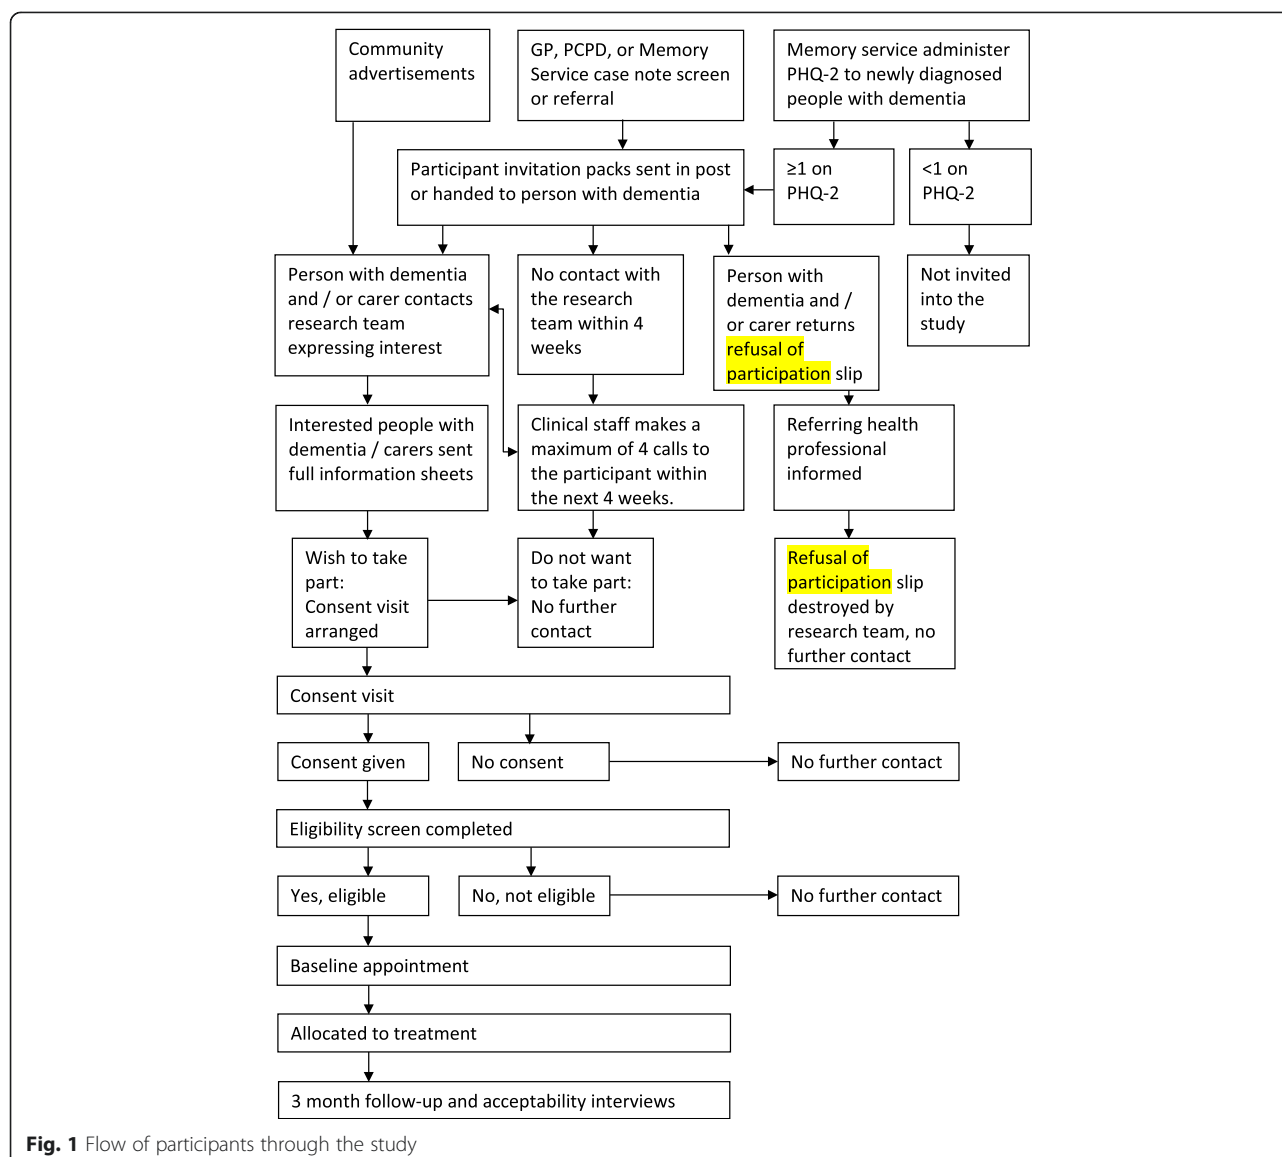 Community
advertisements
GP, PCPD, or Memory
Service case note screen
or referral
Memory service administer
PHQ-2 to newly diagnosed
people with dementia
Participant invitation packs sent in post
or handed to person with dementia
≥1 on
PHQ-2
<1 on
PHQ-2
Person with dementia
and / or carer contacts
research team
expressing interest
No contact with
the research
team within 4
weeks
Person with
dementia and /
or carer returns
refusal of
participation slip
Not invited
into the
study
Interested people with
dementia / carers sent
full information sheets
Clinical staff makes a
maximum of 4 calls to
the participant within
the next 4 weeks.
Referring health
professional
informed
Wish to take
part:
Consent visit
arranged
Do not want
to take part:
No further
contact
Refusal of
participation slip
destroyed by
research team, no
further contact
Consent visit
Consent given
No consent
No further contact
Eligibility screen completed
Yes, eligible
No, not eligible
No further contact
Baseline appointment
Allocated to treatment
3 month follow-up and acceptability interviews
Fig. 1 Flow of participants through the study